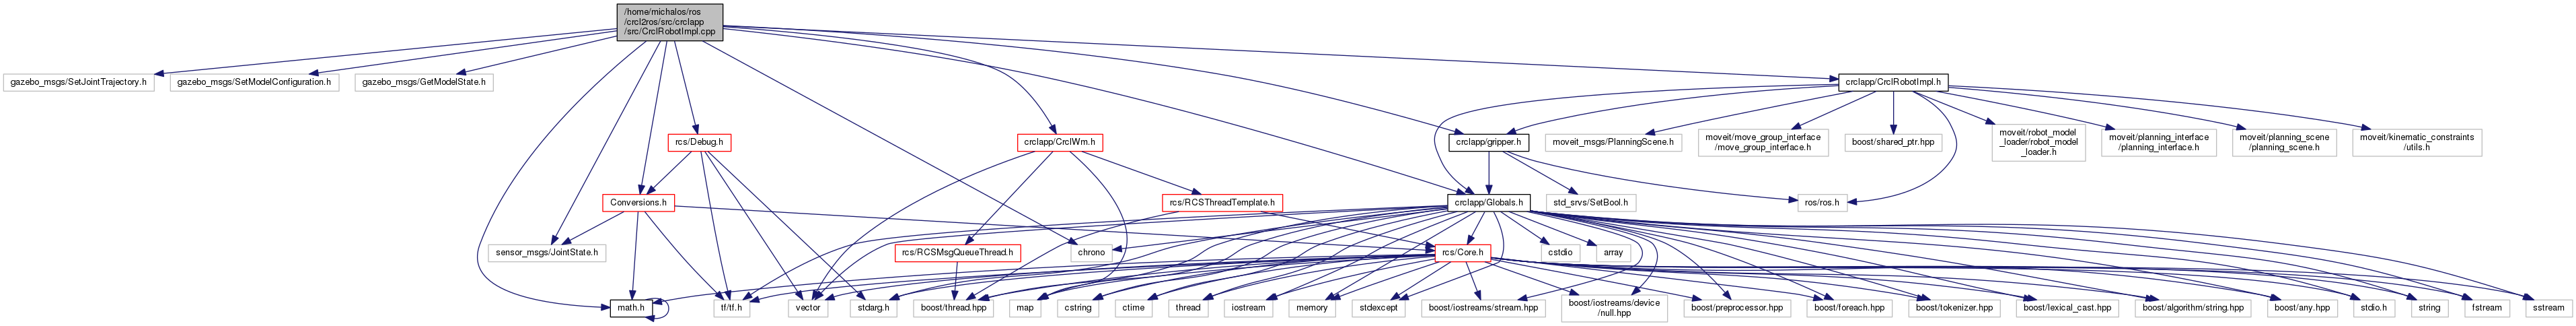 /home/michalos/ros
/crcl2ros/src/crclapp
/src/CrclRobotImpl.cpp
gazebo_msgs/SetJointTrajectory.h
gazebo_msgs/SetModelConfiguration.h
gazebo_msgs/GetModelState.h
crclapp/CrclRobotImpl.h
rcs/Debug.h
crclapp/CrclWm.h
crclapp/gripper.h
moveit_msgs/PlanningScene.h
moveit/move_group_interface
/move_group_interface.h
boost/shared_ptr.hpp
moveit/robot_model
_loader/robot_model
_loader.h
moveit/planning_interface
/planning_interface.h
moveit/planning_scene
/planning_scene.h
moveit/kinematic_constraints
/utils.h
Conversions.h
rcs/RCSThreadTemplate.h
crclapp/Globals.h
std_srvs/SetBool.h
ros/ros.h
sensor_msgs/JointState.h
rcs/RCSMsgQueueThread.h
chrono
rcs/Core.h
cstdio
array
math.h
tf/tf.h
vector
stdarg.h
boost/thread.hpp
map
cstring
ctime
thread
iostream
memory
stdexcept
boost/iostreams/stream.hpp
boost/iostreams/device
/null.hpp
boost/preprocessor.hpp
boost/foreach.hpp
boost/tokenizer.hpp
boost/lexical_cast.hpp
boost/algorithm/string.hpp
boost/any.hpp
stdio.h
string
fstream
sstream